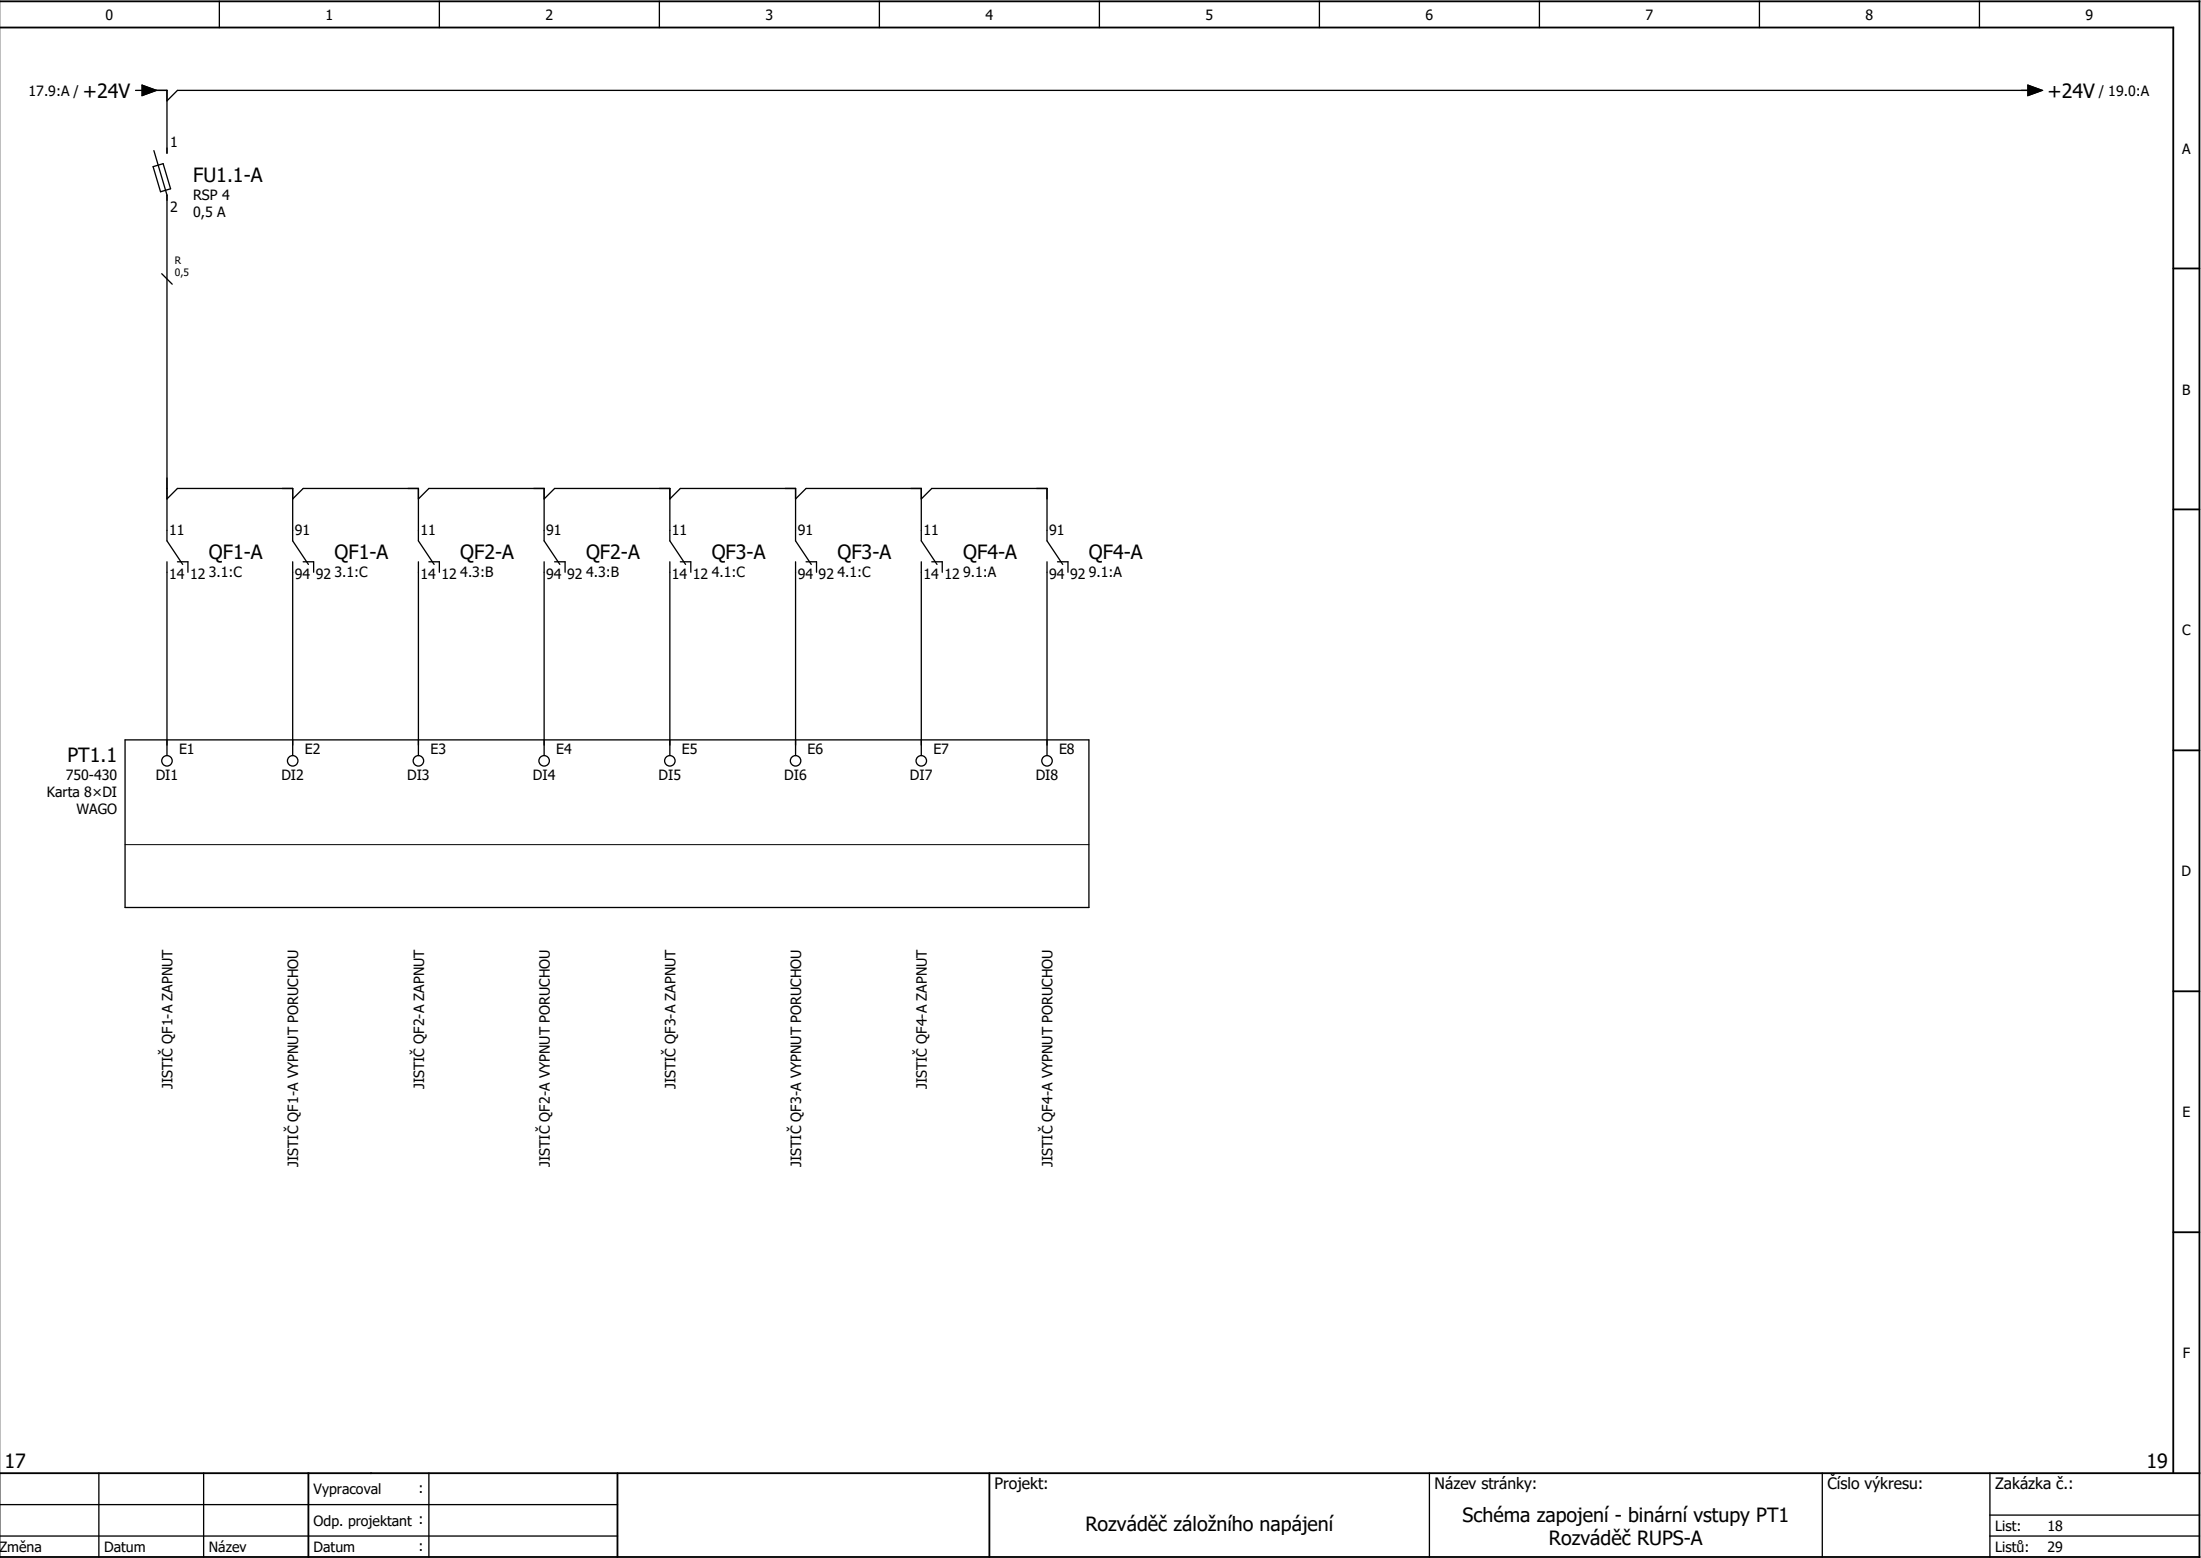 0 1 2 3 4 5 6 7 8 9
17.9:A / +24V
+24V / 19.0:A
1
FU1.1-A
RSP 4
2
0,5 A
R
0,5
A
B
C
D
E
F
11 91 11 91 11 91 11 91
QF1-A QF1-A QF2-A QF2-A QF3-A QF3-A QF4-A QF4-A
14 12 3.1:C 94 92 3.1:C 14 12 4.3:B 94 92 4.3:B 14 12 4.1:C 94 92 4.1:C 14 12 9.1:A 94 92 9.1:A
E1 E2 E3 E4 E5 E6 E7 E8
DI1 DI2 DI3 DI4 DI5 DI6 DI7 DI8
PT1.1
750-430
Karta 8×DI
WAGO
JISTIČ QF1-A ZAPNUT
JISTIČ QF1-A VYPNUT PORUCHOU
JISTIČ QF2-A ZAPNUT
JISTIČ QF2-A VYPNUT PORUCHOU
JISTIČ QF3-A ZAPNUT
JISTIČ QF3-A VYPNUT PORUCHOU
JISTIČ QF4-A ZAPNUT
JISTIČ QF4-A VYPNUT PORUCHOU
17
19
Vypracoval :
Odp. projektant :
Změna Datum Název Datum :
Projekt:
Rozváděč záložního napájení
Název stránky:
Schéma zapojení - binární vstupy PT1
Rozváděč RUPS-A
Číslo výkresu:
Zakázka č.:
List: 18
Listů: 29